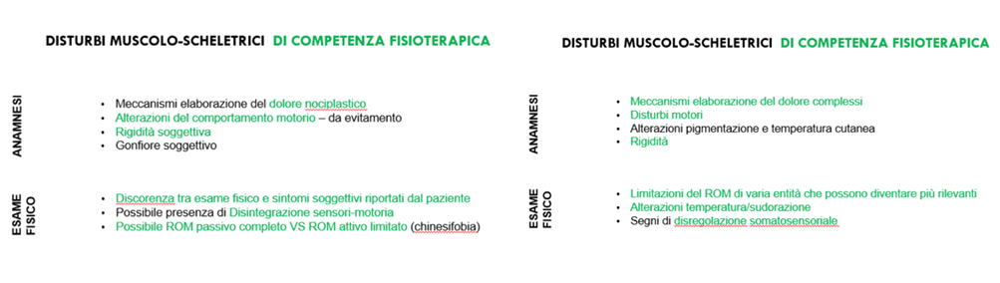 DISTURBI MUSCOLO-SCHELETRICI DI COMPETENZA FISIOTERAPICA
ANAMNESI
• Meccanismi elaborazione del dolore nociplastico
• Alterazioni del comportamento motorio – da evitamento
• Rigidità soggettiva
• Gonfiore soggettivo
ESAME
FISICO
• Discorenza tra esame fisico e sintomi soggettivi riportati dal paziente
• Possibile presenza di Disintegrazione sensori-motoria
• Possibile ROM passivo completo VS ROM attivo limitato (chinesifobia)
DISTURBI MUSCOLO-SCHELETRICI DI COMPETENZA FISIOTERAPICA
ANAMNESI
• Meccanismi elaborazione del dolore complessi
• Disturbi motori
• Alterazioni pigmentazione e temperatura cutanea
• Rigidità
ESAME
FISICO
• Limitazioni del ROM di varia entità che possono diventare più rilevanti
• Alterazioni temperatura/sudorazione
• Segni di disregolazione somatosensoriale